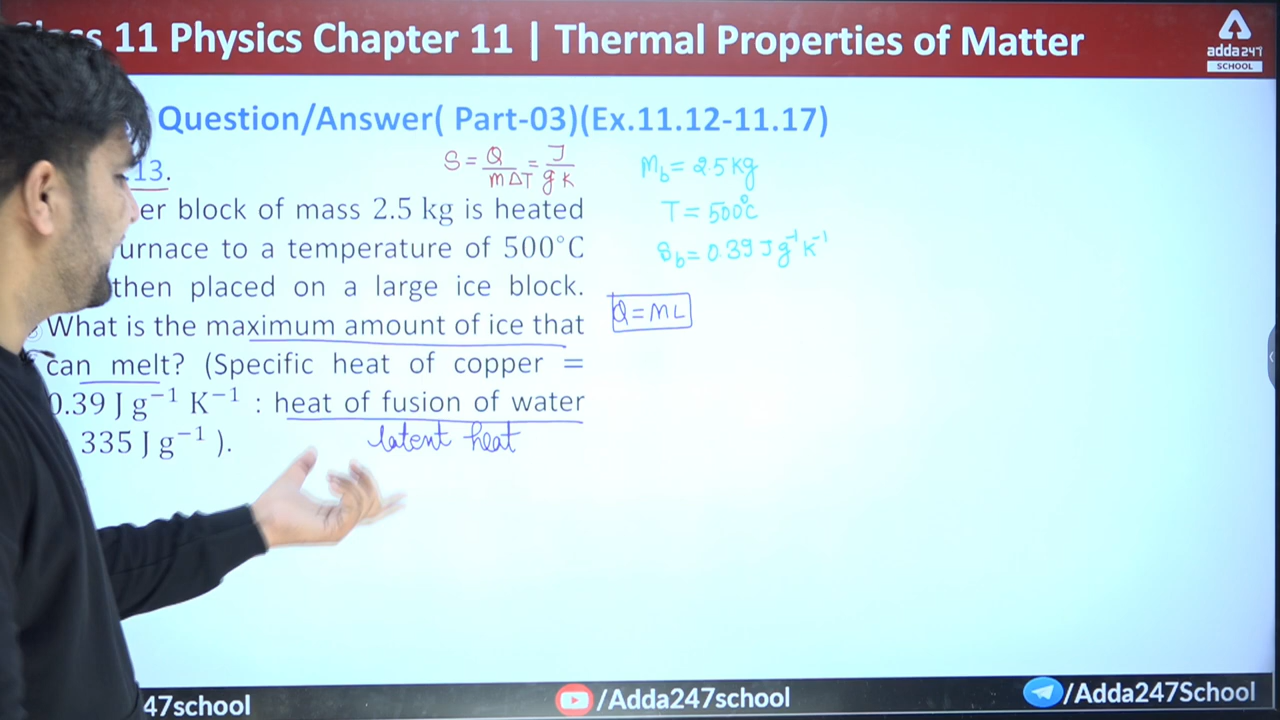 11 Physics Chapter 11 | Thermal Properties of Matter
adda247
SCHOOL
Question/Answer( Part-03)(Ex.11.12-11.17)
13.
S = Q/m∆T = J/g K
er block of mass 2.5 kg is heated
urnace to a temperature of 500°C
then placed on a large ice block.
What is the maximum amount of ice that
can melt? (Specific heat of copper =
0.39 J g⁻¹ K⁻¹ : heat of fusion of water
335 J g⁻¹ ).
latent heat
Mb = 2.5 kg
T = 500°C
Sb = 0.39 J g⁻¹ K⁻¹
Q = ML
47school
/Adda247school
/Adda247School